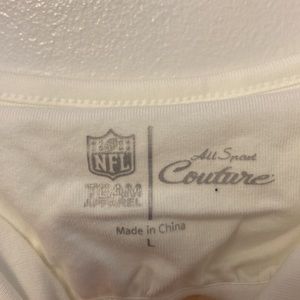 NFL
TEAM
APPAREL
All Sport
Couture
Made in China
L